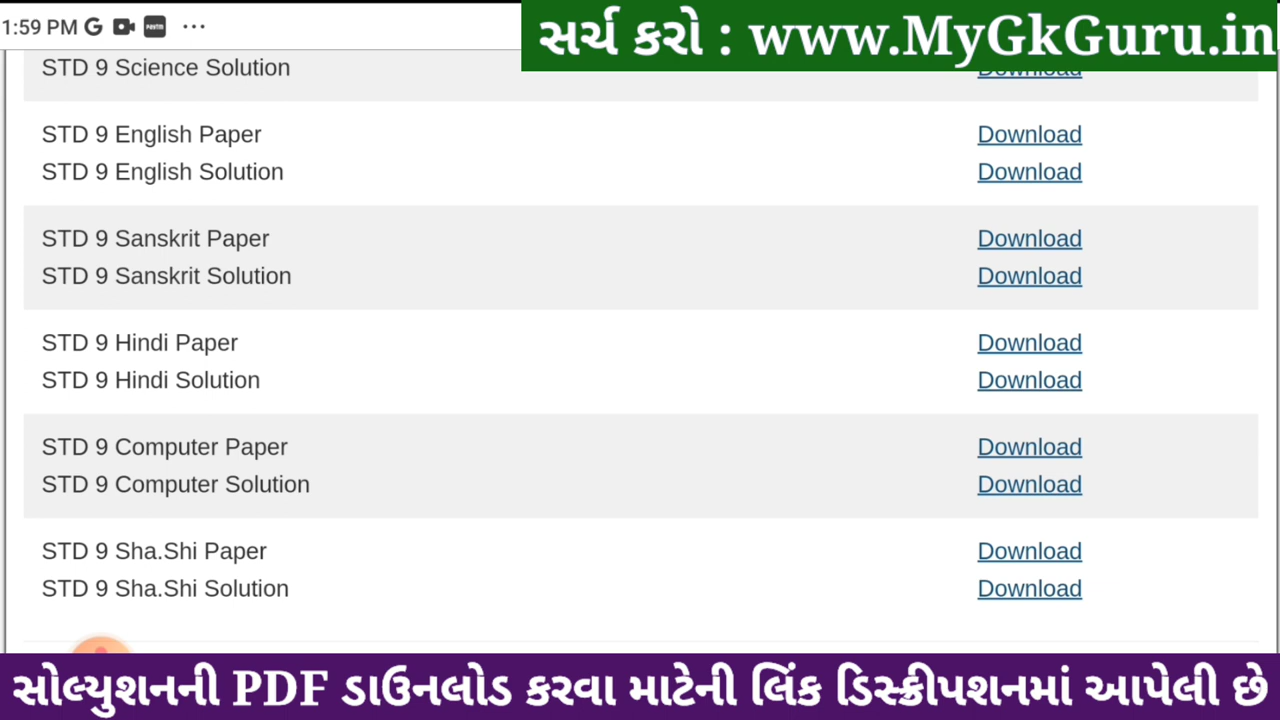 1:59 PM G Paytm ...
સર્ચ કરો : www.MyGkGuru.in
STD 9 Science Solution Download
STD 9 English Paper Download
STD 9 English Solution Download
STD 9 Sanskrit Paper Download
STD 9 Sanskrit Solution Download
STD 9 Hindi Paper Download
STD 9 Hindi Solution Download
STD 9 Computer Paper Download
STD 9 Computer Solution Download
STD 9 Sha.Shi Paper Download
STD 9 Sha.Shi Solution Download
સોલ્યુશનની PDF ડાઉનલોડ કરવા માટેની લિંક ડિસ્ક્રીપશનમાં આપેલી છે